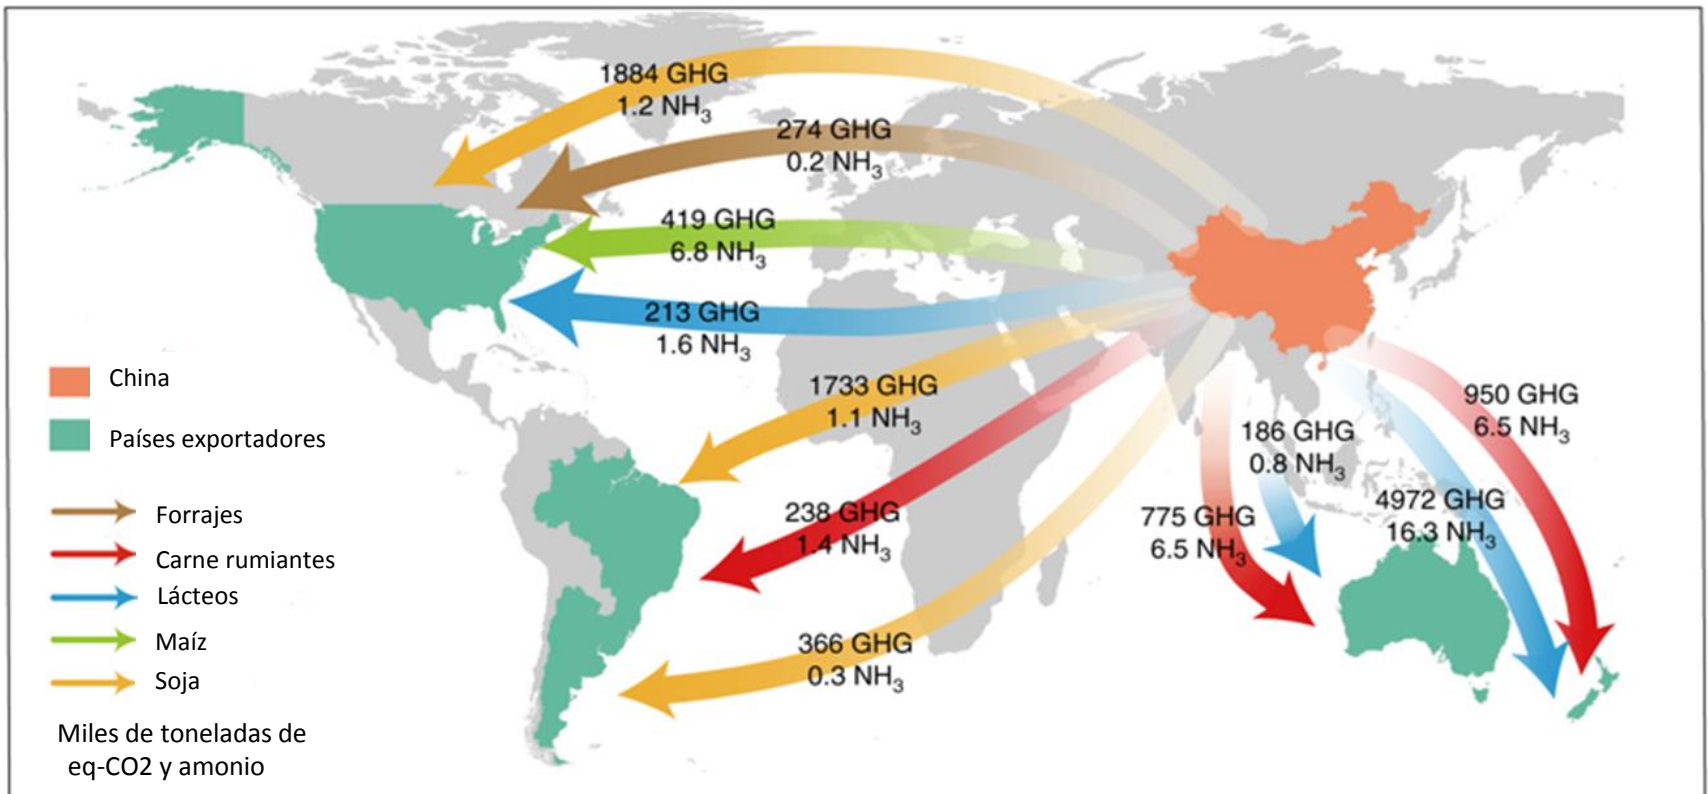 1884 GHG
1.2 NH₃
274 GHG
0.2 NH₃
419 GHG
6.8 NH₃
213 GHG
1.6 NH₃
1733 GHG
1.1 NH₃
238 GHG
1.4 NH₃
366 GHG
0.3 NH₃
950 GHG
6.5 NH₃
186 GHG
0.8 NH₃
4972 GHG
16.3 NH₃
775 GHG
6.5 NH₃
China
Países exportadores
Forrajes
Carne rumiantes
Lácteos
Maíz
Soja
Miles de toneladas de
eq-CO2 y amonio